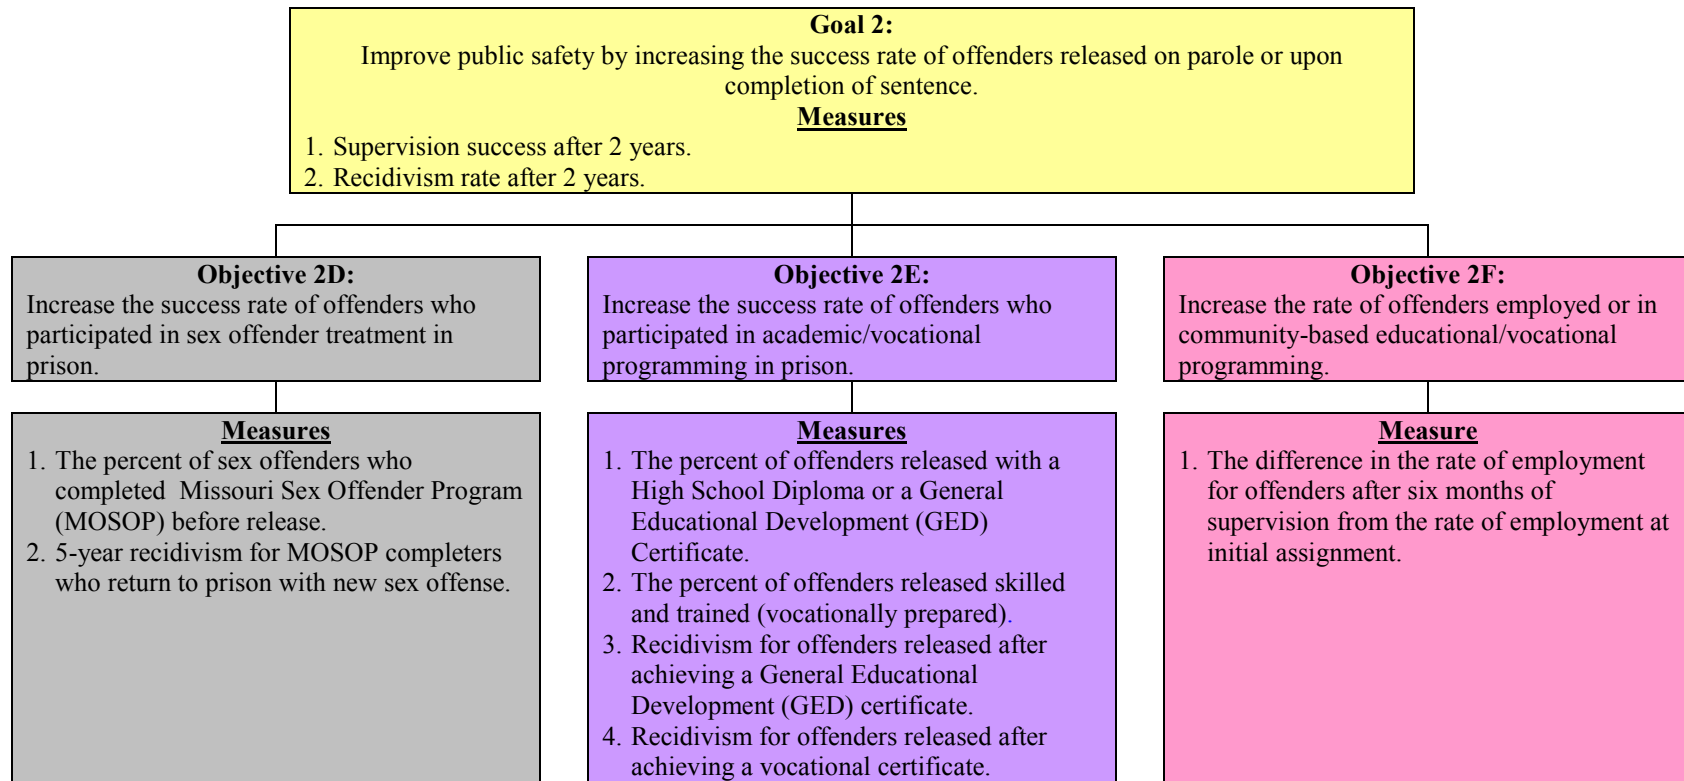 Goal 2:
Improve public safety by increasing the success rate of offenders released on parole or upon
completion of sentence.
Measures
1. Supervision success after 2 years.
2. Recidivism rate after 2 years.
Objective 2D:
Increase the success rate of offenders who
participated in sex offender treatment in
prison.
Objective 2E:
Increase the success rate of offenders who
participated in academic/vocational
programming in prison.
Objective 2F:
Increase the rate of offenders employed or in
community-based educational/vocational
programming.
Measures
1. The percent of sex offenders who
completed Missouri Sex Offender Program
(MOSOP) before release.
2. 5-year recidivism for MOSOP completers
who return to prison with new sex offense.
Measures
1. The percent of offenders released with a
High School Diploma or a General
Educational Development (GED)
Certificate.
2. The percent of offenders released skilled
and trained (vocationally prepared).
3. Recidivism for offenders released after
achieving a General Educational
Development (GED) certificate.
4. Recidivism for offenders released after
achieving a vocational certificate.
Measure
1. The difference in the rate of employment
for offenders after six months of
supervision from the rate of employment at
initial assignment.